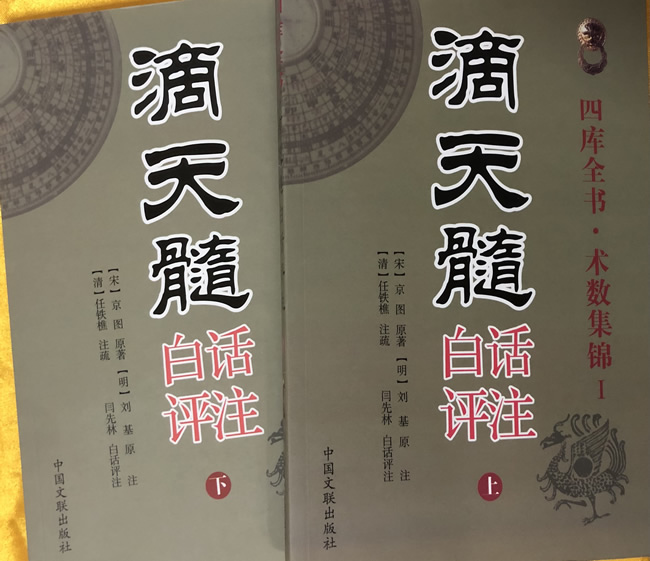 滴天髓
白话
评注
【宋】京图 原著
【明】刘基 原注
【清】任铁樵 注疏
闫先林 白话评注
下
中国文联出版社
四库全书·术数集锦 I
滴天髓
白话
评注
【宋】京图 原著
【明】刘基 原注
【清】任铁樵 注疏
闫先林 白话评注
上
中国文联出版社